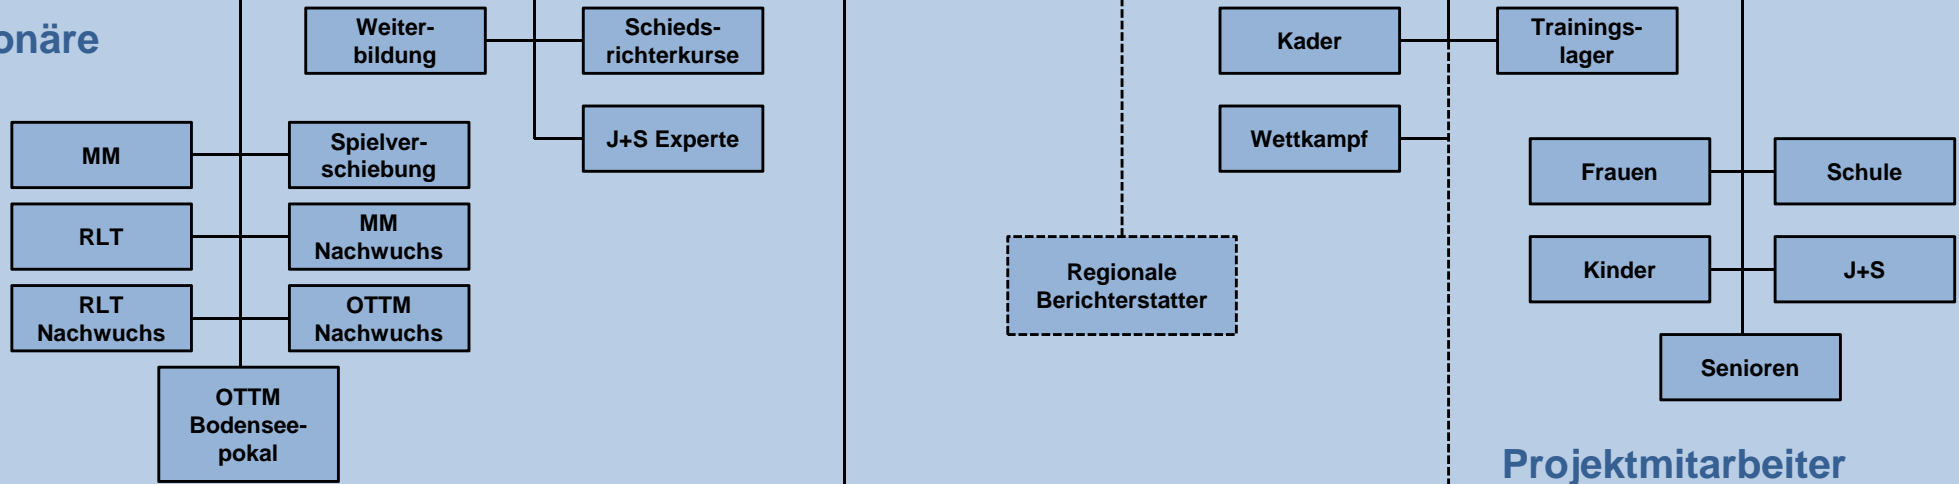 onäre
Weiter-
bildung
Schieds-
richterkurse
J+S Experte
MM
Spielver-
schiebung
RLT
MM
Nachwuchs
RLT
Nachwuchs
OTTM
Nachwuchs
OTTM
Bodensee-
pokal
Regionale
Berichterstatter
Kader
Trainings-
lager
Wettkampf
Frauen
Schule
Kinder
J+S
Senioren
Projektmitarbeiter